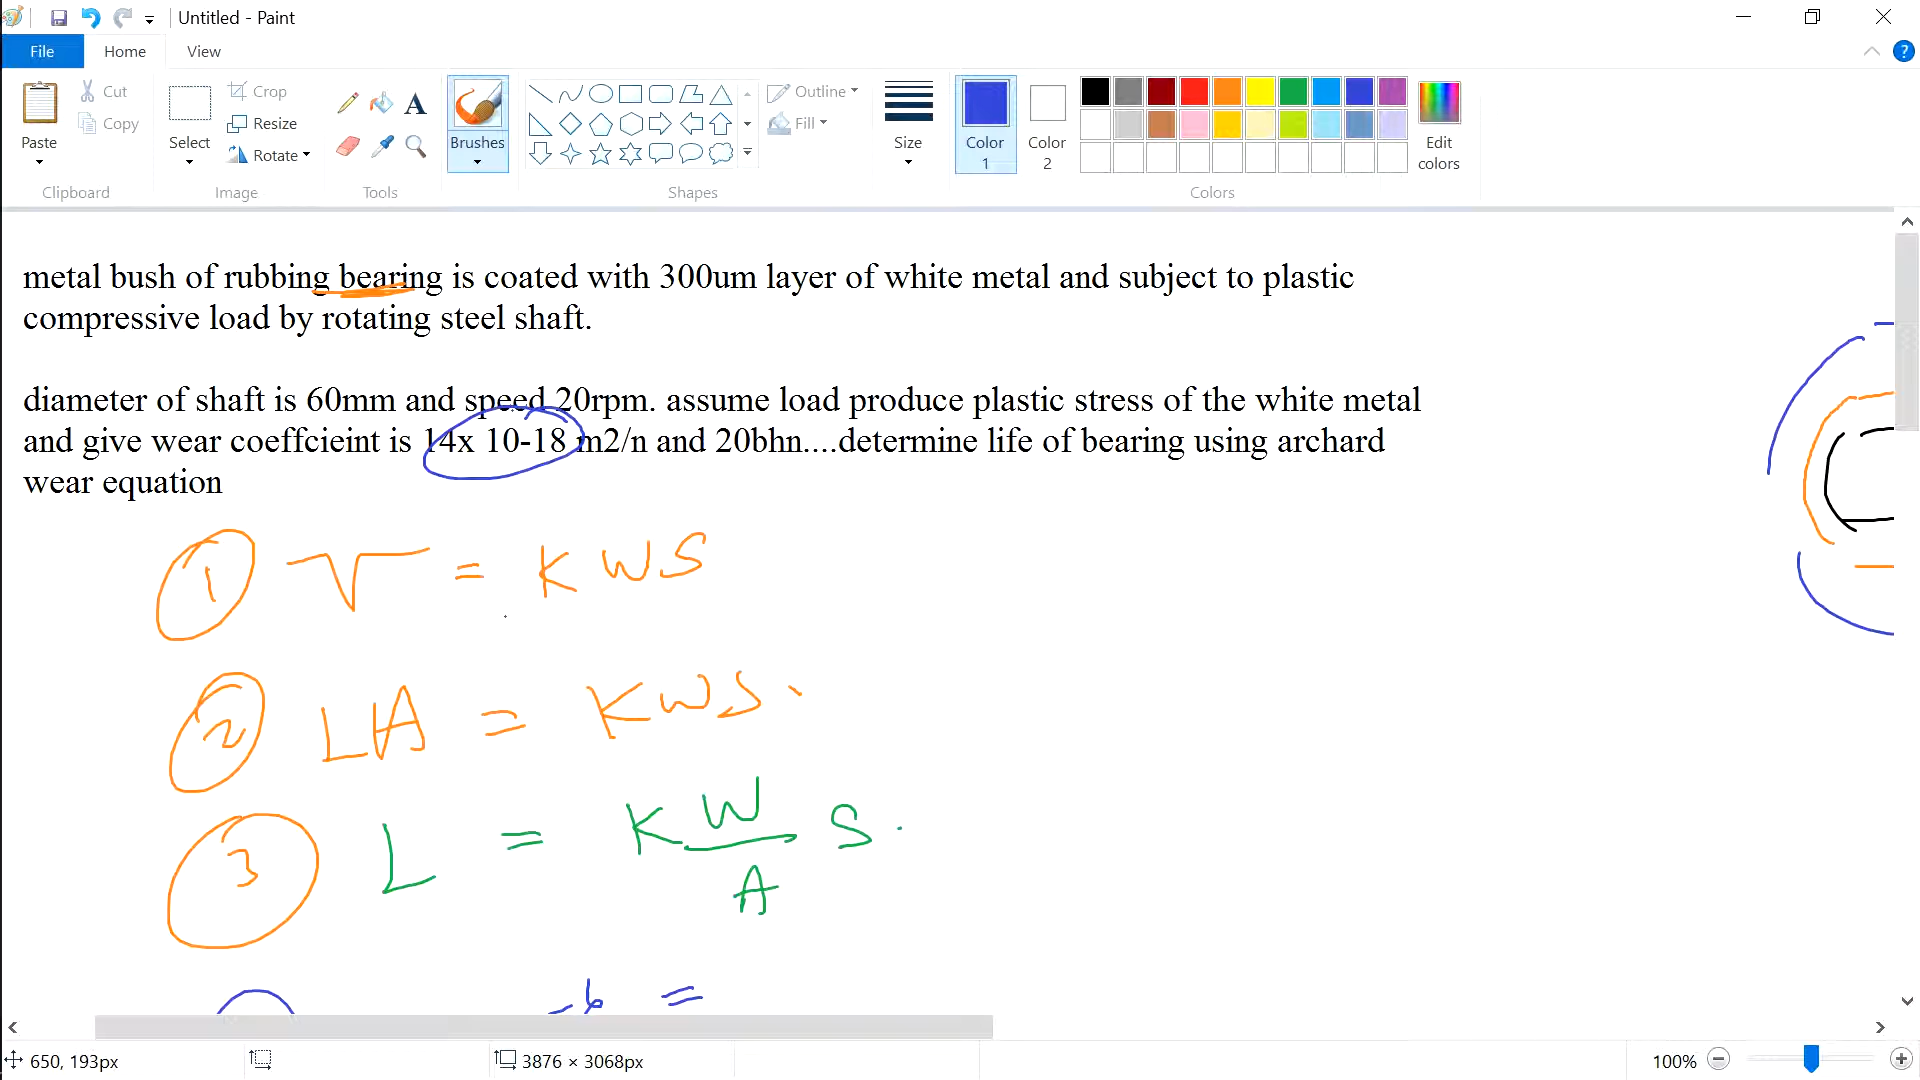 Untitled - Paint
File Home View
Paste
Cut
Copy
Clipboard
Select
Crop
Resize
Rotate
Image
A
Tools
Brushes
Shapes
Outline
Fill
Size
Color
1
Color
2
Colors
Edit
colors
metal bush of rubbing bearing is coated with 300um layer of white metal and subject to plastic
compressive load by rotating steel shaft.
diameter of shaft is 60mm and speed 20rpm. assume load produce plastic stress of the white metal
and give wear coeffcieint is 14x 10-18 m2/n and 20bhn....determine life of bearing using archard
wear equation
1 V = K W S
2 LA = K W S .
3 L = K W S .
A
-6 =
650, 193px
3876 × 3068px
100%